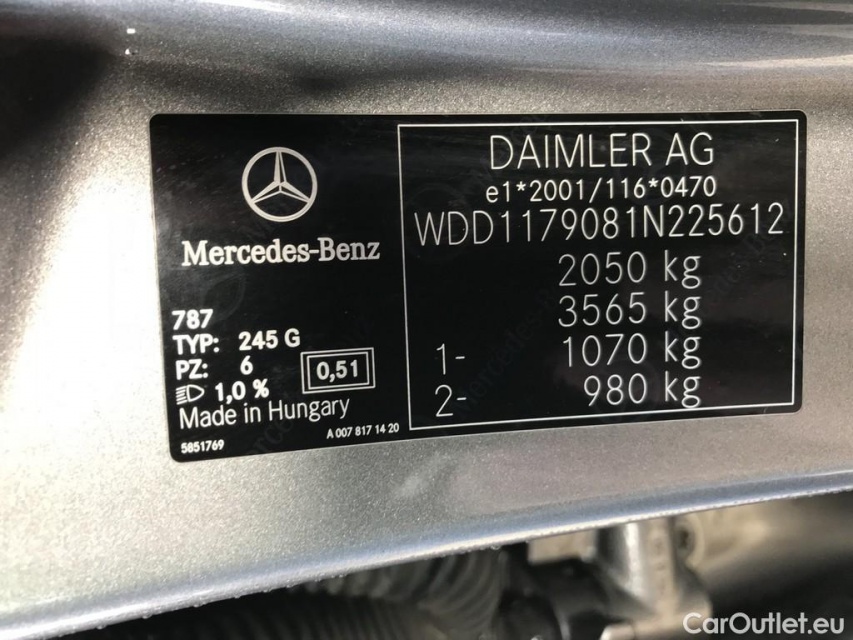 Mercedes-Benz
787
TYP: 245 G
PZ: 6
1,0 %
0,51
Made in Hungary
5851769
A 007 817 14 20
DAIMLER AG
e1*2001/116*0470
WDD1179081N225612
2050 kg
3565 kg
1- 1070 kg
2- 980 kg
CarOutlet.eu